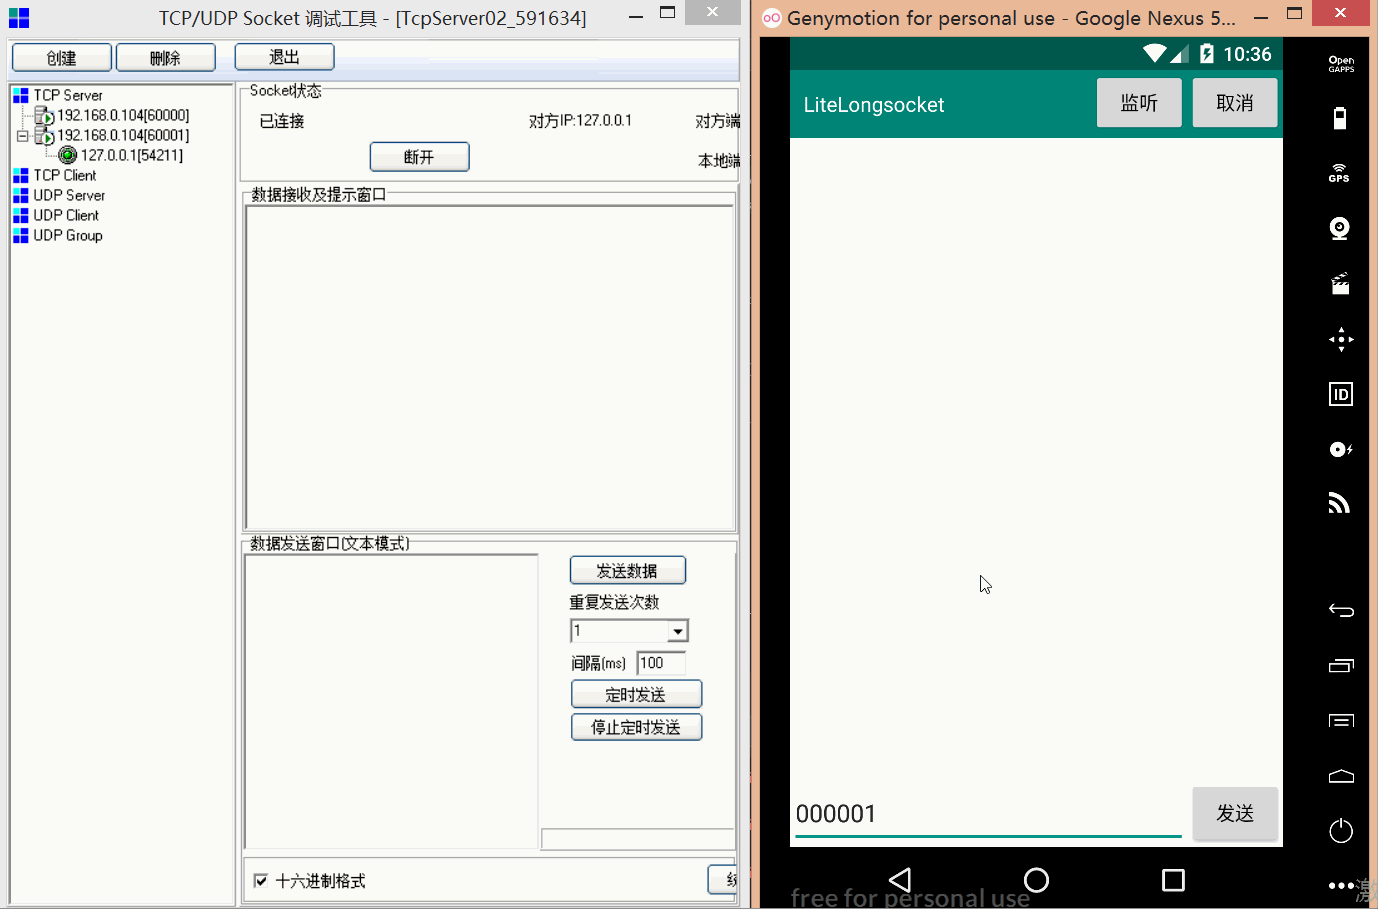 TCP/UDP Socket 调试工具 - [TcpServer02_591634]
创建
删除
退出
TCP Server
192.168.0.104[60000]
192.168.0.104[60001]
127.0.0.1[54211]
TCP Client
UDP Server
UDP Client
UDP Group
Socket状态
已连接
对方IP:127.0.0.1
对方端
断开
本地端
数据接收及提示窗口
数据发送窗口(文本模式)
发送数据
重复发送次数
1
间隔(ms)
100
定时发送
停止定时发送
十六进制格式
Genymotion for personal use - Google Nexus 5...
10:36
LiteLongsocket
监听
取消
000001
发送
free for personal use
Open
GAPPS
GPS
ID
激